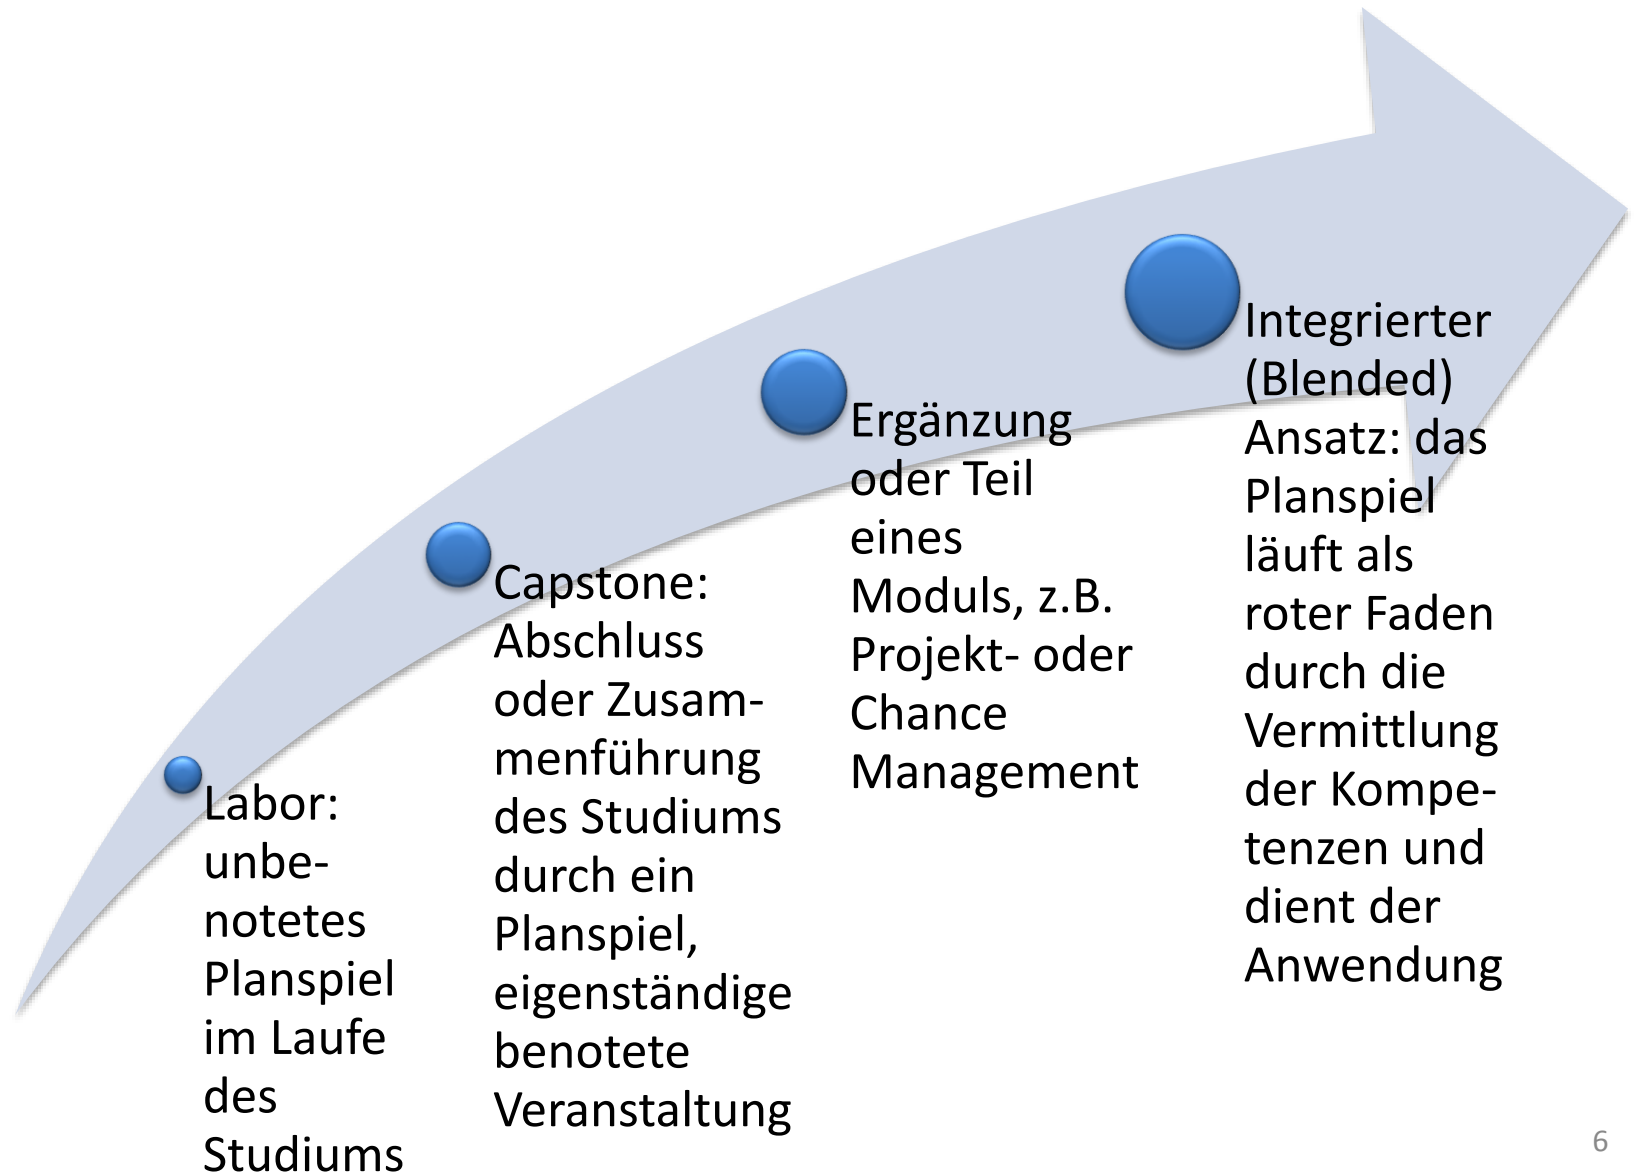 Labor:
unbe-
notetes
Planspiel
im Laufe
des
Studiums
Capstone:
Abschluss
oder Zusam-
menführung
des Studiums
durch ein
Planspiel,
eigenständige
benotete
Veranstaltung
Ergänzung
oder Teil
eines
Moduls, z.B.
Projekt- oder
Chance
Management
Integrierter
(Blended)
Ansatz: das
Planspiel
läuft als
roter Faden
durch die
Vermittlung
der Kompe-
tenzen und
dient der
Anwendung
6